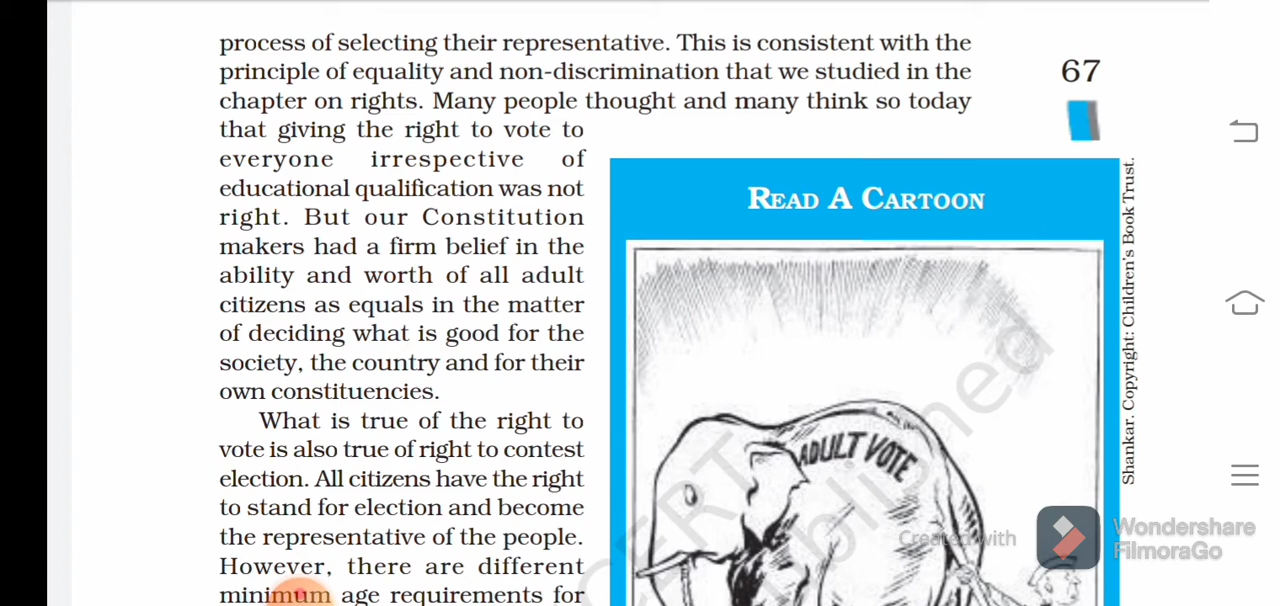 process of selecting their representative. This is consistent with the
principle of equality and non-discrimination that we studied in the
chapter on rights. Many people thought and many think so today
that giving the right to vote to
everyone irrespective of
educational qualification was not
right. But our Constitution
makers had a firm belief in the
ability and worth of all adult
citizens as equals in the matter
of deciding what is good for the
society, the country and for their
own constituencies.
What is true of the right to
vote is also true of right to contest
election. All citizens have the right
to stand for election and become
the representative of the people.
However, there are different
minimum age requirements for
67
READ A CARTOON
ADULT VOTE
Shankar. Copyright: Children's Book Trust.
Created with
Wondershare
FilmoraGo